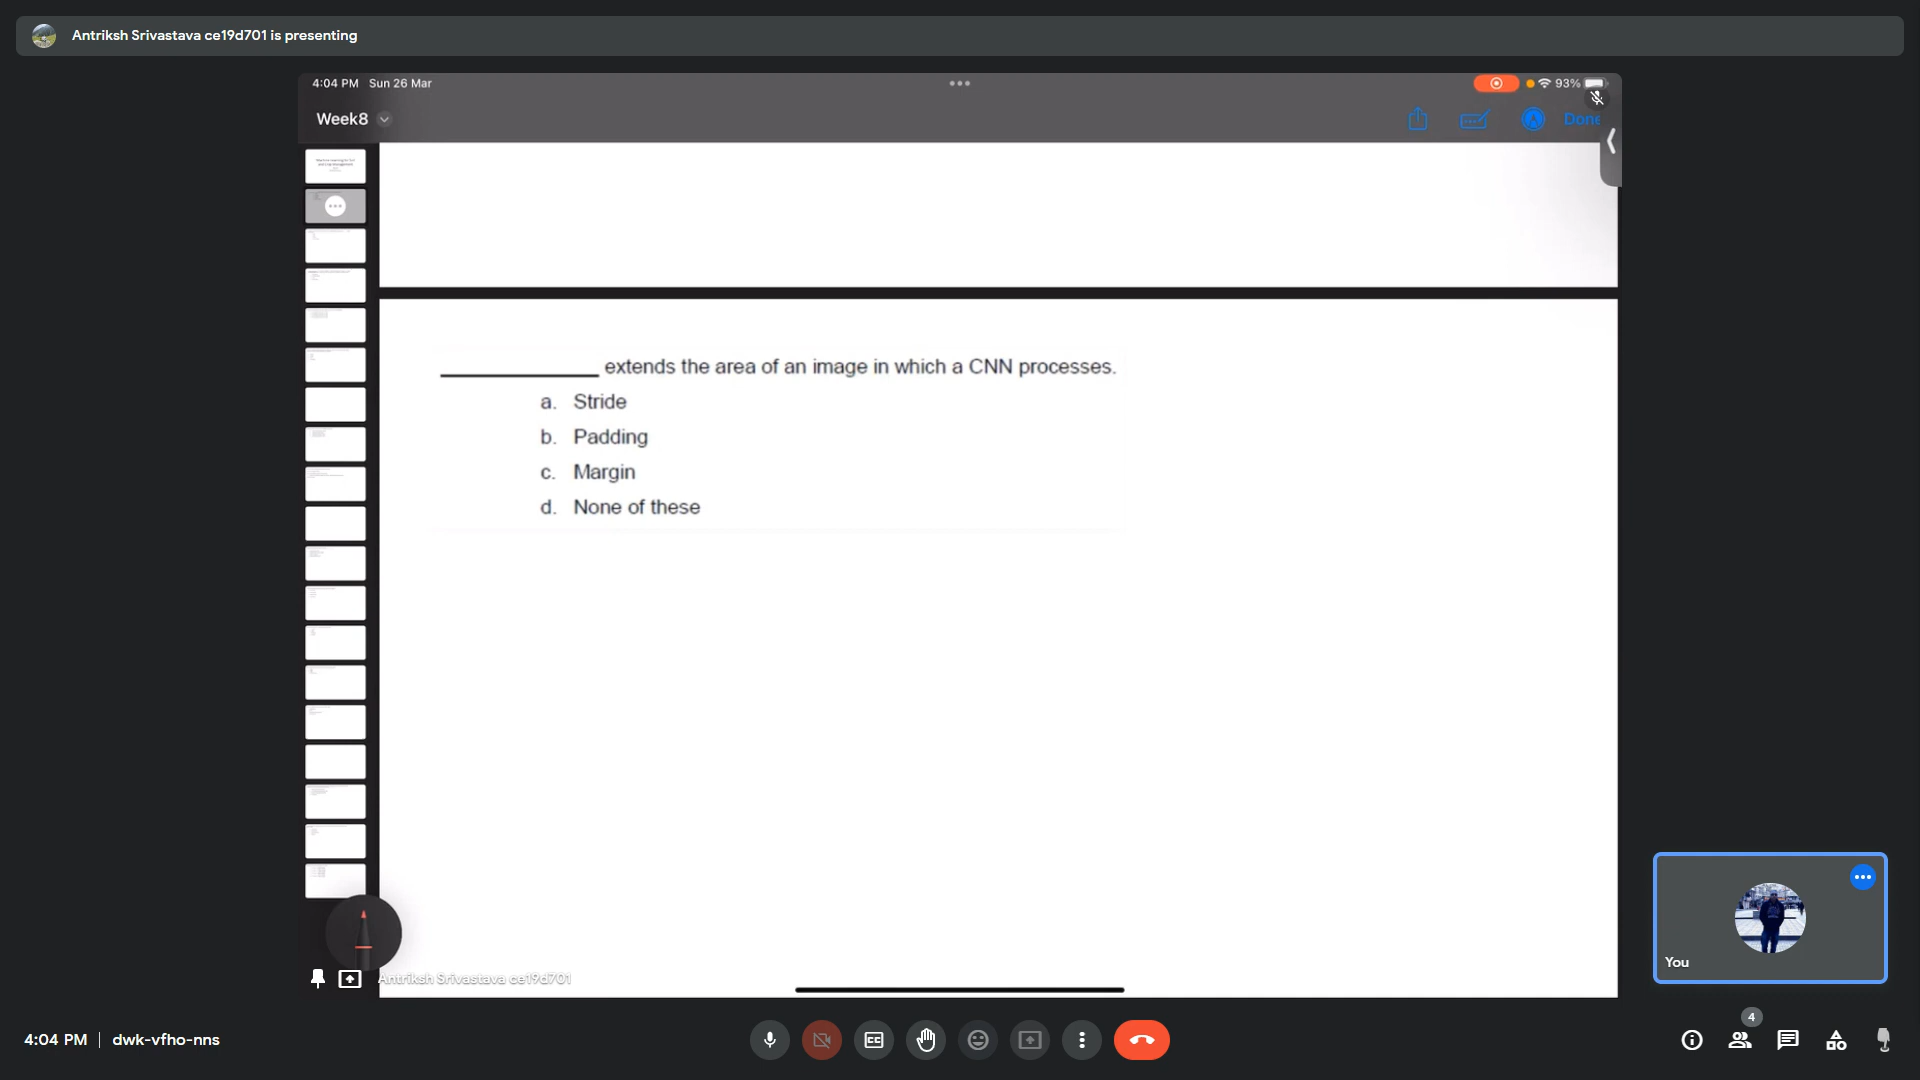 Antriksh Srivastava ce19d701 is presenting
4:04 PM Sun 26 Mar
93%
Week8
Done
____________ extends the area of an image in which a CNN processes.
a. Stride
b. Padding
c. Margin
d. None of these
Antriksh Srivastava ce19d701
You
4
4:04 PM | dwk-vfho-nns